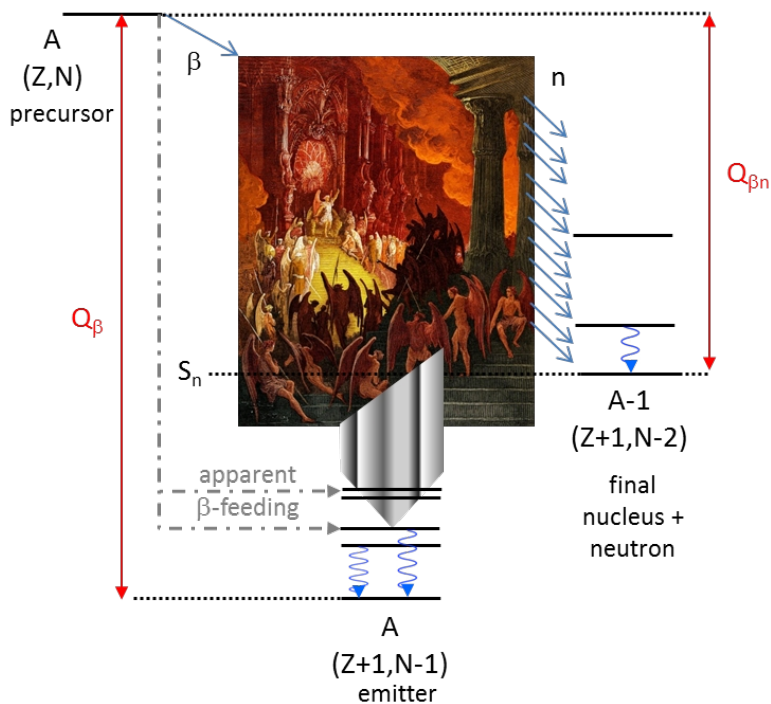 A
(Z,N)
precursor
β
n
Qβn
Qβ
Sn
A-1
(Z+1,N-2)
final
nucleus +
neutron
apparent
β-feeding
A
(Z+1,N-1)
emitter